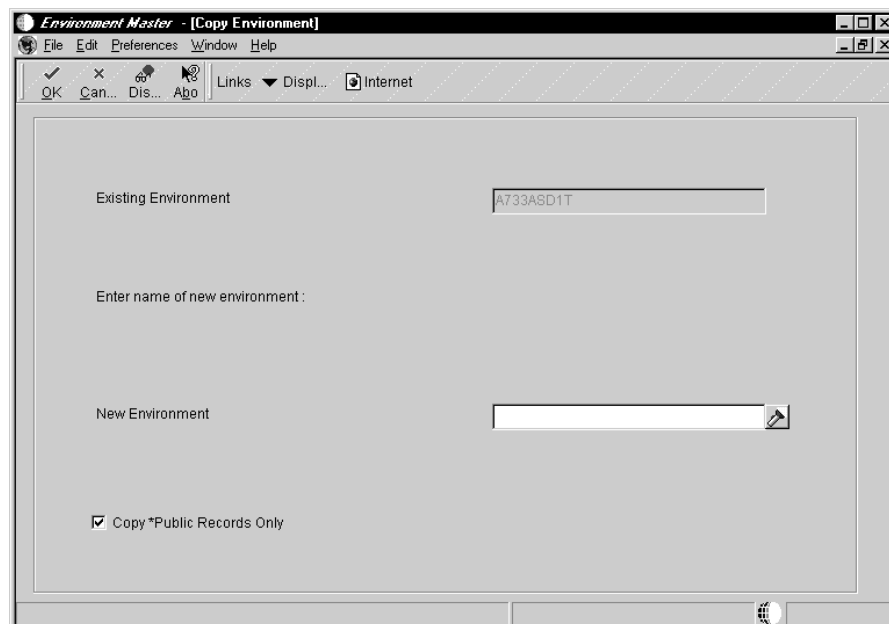 Environment Master - [Copy Environment]
File Edit Preferences Window Help
OK Can... Dis... Abo Links Displ... Internet
Existing Environment A733ASD1T
Enter name of new environment :
New Environment
Copy *Public Records Only